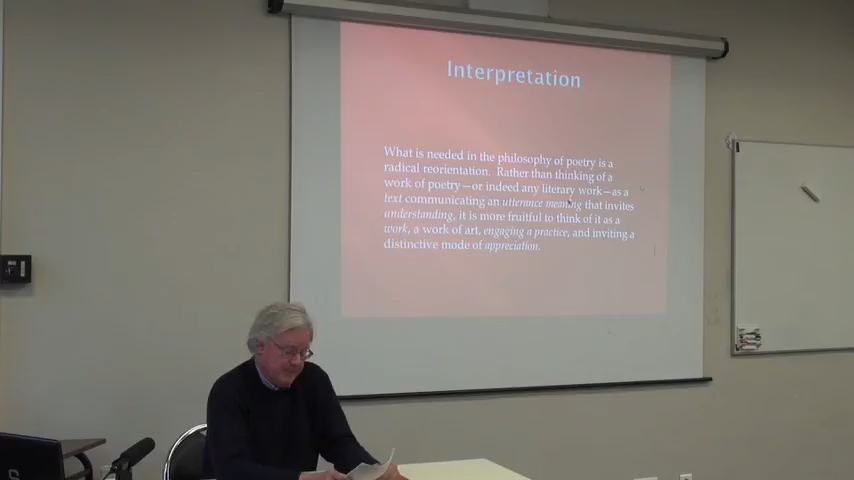 Interpretation
What is needed in the philosophy of poetry is a
radical reorientation. Rather than thinking of a
work of poetry—or indeed any literary work—as a
text communicating an utterance meaning that invites
understanding, it is more fruitful to think of it as a
work, a work of art, engaging a practice, and inviting a
distinctive mode of appreciation.